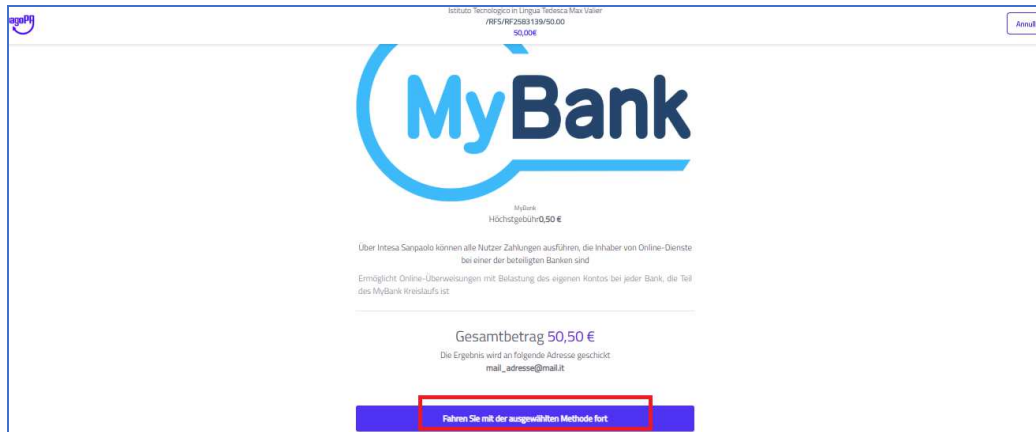 Istituto Tecnologico in Lingua Tedesca Max Valier
/RFS/RF2583139/50.00
50,00€
agoPA
Annull
MyBank
MyBank
Höchstgebühr0,50 €
Über Intesa Sanpaolo können alle Nutzer Zahlungen ausführen, die Inhaber von Online-Dienste
bei einer der beteiligten Banken sind
Ermöglicht Online-Überweisungen mit Belastung des eigenen Kontos bei jeder Bank, die Teil
des MyBank Kreislaufs ist
Gesamtbetrag 50,50 €
Die Ergebnis wird an folgende Adresse geschickt
mail_adresse@mail.it
Fahren Sie mit der ausgewählten Methode fort